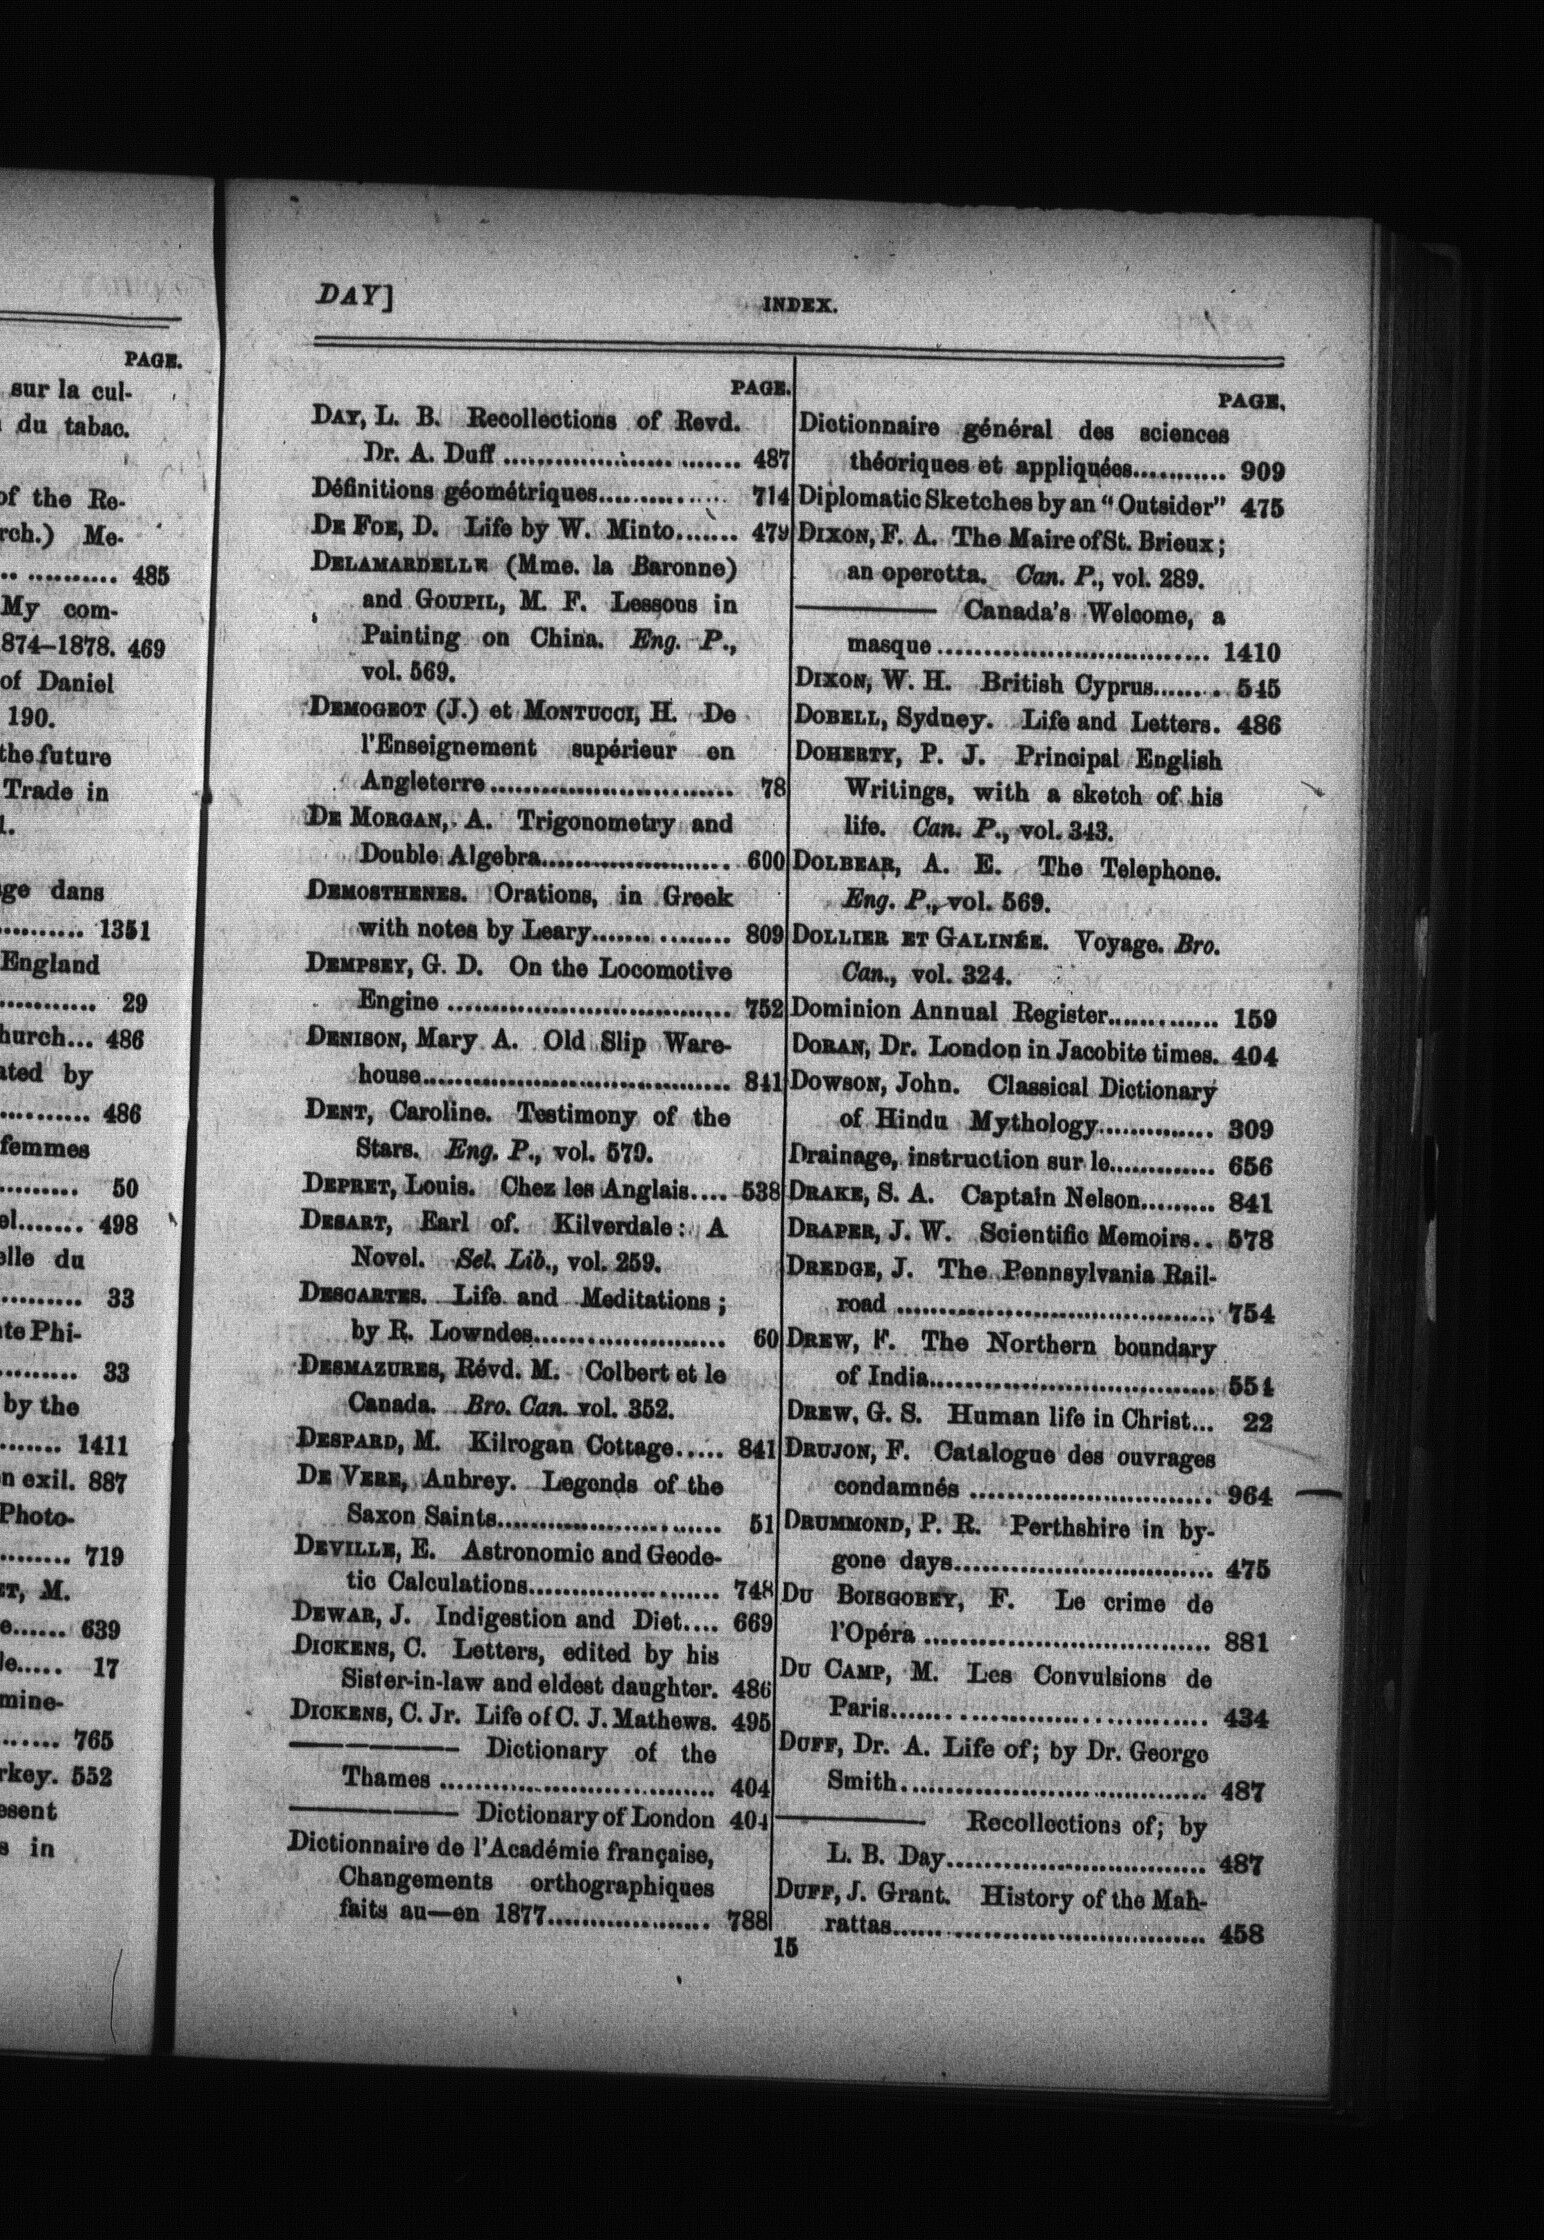 PAGE.
sur la cul-
du tabac.
of the Re-
rch.) Me-
.. .......... 485
My com-
874–1878. 469
of Daniel
190.
the future
Trade in
ge dans
.......... 1351
England
........... 29
hurch... 486
ated by
.......... 486
femmes
......... 50
el....... 498
elle du
.......... 33
te Phi-
......... 33
by the
....... 1411
n exil. 887
Photo-
......... 719
ET, M.
e...... 639
le..... 17
mine-
...... 765
rkey. 552
esent
s in
DAY]
INDEX.
PAGE.
DAY, L. B. Recollections of Revd.
Dr. A. Duff ............................. 487
Définitions géométriques............... 714
DE FOE, D. Life by W. Minto....... 479
DELAMARDELLE (Mme. la Baronne)
and GOUPIL, M. F. Lessons in
Painting on China. Eng. P.,
vol. 569.
DEMOGEOT (J.) et MONTUCCI, H. De
l'Enseignement supérieur en
Angleterre............................. 78
DE MORGAN, A. Trigonometry and
Double Algebra....................... 600
DEMOSTHENES. Orations, in Greek
with notes by Leary................ 809
DEMPSEY, G. D. On the Locomotive
Engine .................................. 752
DENISON, Mary A. Old Slip Ware-
house..................................... 841
DENT, Caroline. Testimony of the
Stars. Eng. P., vol. 579.
DEPRET, Louis. Chez les Anglais.... 538
DESART, Earl of. Kilverdale: A
Novel. Sel. Lib., vol. 259.
DESCARTES. Life and Meditations;
by R. Lowndes....................... 60
DESMAZURES, Révd. M. Colbert et le
Canada. Bro. Can. vol. 352.
DESPARD, M. Kilrogan Cottage..... 841
DE VERE, Aubrey. Legends of the
Saxon Saints........................... 51
DEVILLE, E. Astronomic and Geode-
tic Calculations....................... 748
DEWAR, J. Indigestion and Diet.... 669
DICKENS, C. Letters, edited by his
Sister-in-law and eldest daughter. 486
DICKENS, C. Jr. Life of C. J. Mathews. 495
——————— Dictionary of the
Thames ................................. 404
——————— Dictionary of London 404
Dictionnaire de l'Académie française,
Changements orthographiques
faits au—en 1877.................... 788
PAGE.
Dictionnaire général des sciences
théoriques et appliquées........... 909
Diplomatic Sketches by an “Outsider” 475
DIXON, F. A. The Maire of St. Brieux;
an operetta. Can. P., vol. 289.
—————— Canada's Welcome, a
masque ................................ 1410
DIXON, W. H. British Cyprus........ 545
DOBELL, Sydney. Life and Letters. 486
DOHERTY, P. J. Principal English
Writings, with a sketch of his
life. Can. P., vol. 343.
DOLBEAR, A. E. The Telephone.
Eng. P., vol. 569.
DOLLIER ET GALINÉE. Voyage. Bro.
Can., vol. 324.
Dominion Annual Register............. 159
DORAN, Dr. London in Jacobite times. 404
DOWSON, John. Classical Dictionary
of Hindu Mythology.............. 309
Drainage, instruction sur le............. 656
DRAKE, S. A. Captain Nelson......... 841
DRAPER, J. W. Scientific Memoirs.. 578
DREDGE, J. The Pennsylvania Rail-
road ...................................... 754
DREW, F. The Northern boundary
of India.................................. 554
DREW, G. S. Human life in Christ... 22
DRUJON, F. Catalogue des ouvrages
condamnés ............................. 964
DRUMMOND, P. R. Perthshire in by-
gone days............................... 475
DU BOISGOBEY, F. Le crime de
l'Opéra .................................. 881
DU CAMP, M. Les Convulsions de
Paris...................................... 434
DUFF, Dr. A. Life of; by Dr. George
Smith..................................... 487
—————— Recollections of; by
L. B. Day............................... 487
DUFF, J. Grant. History of the Mah-
rattas..................................... 458
15